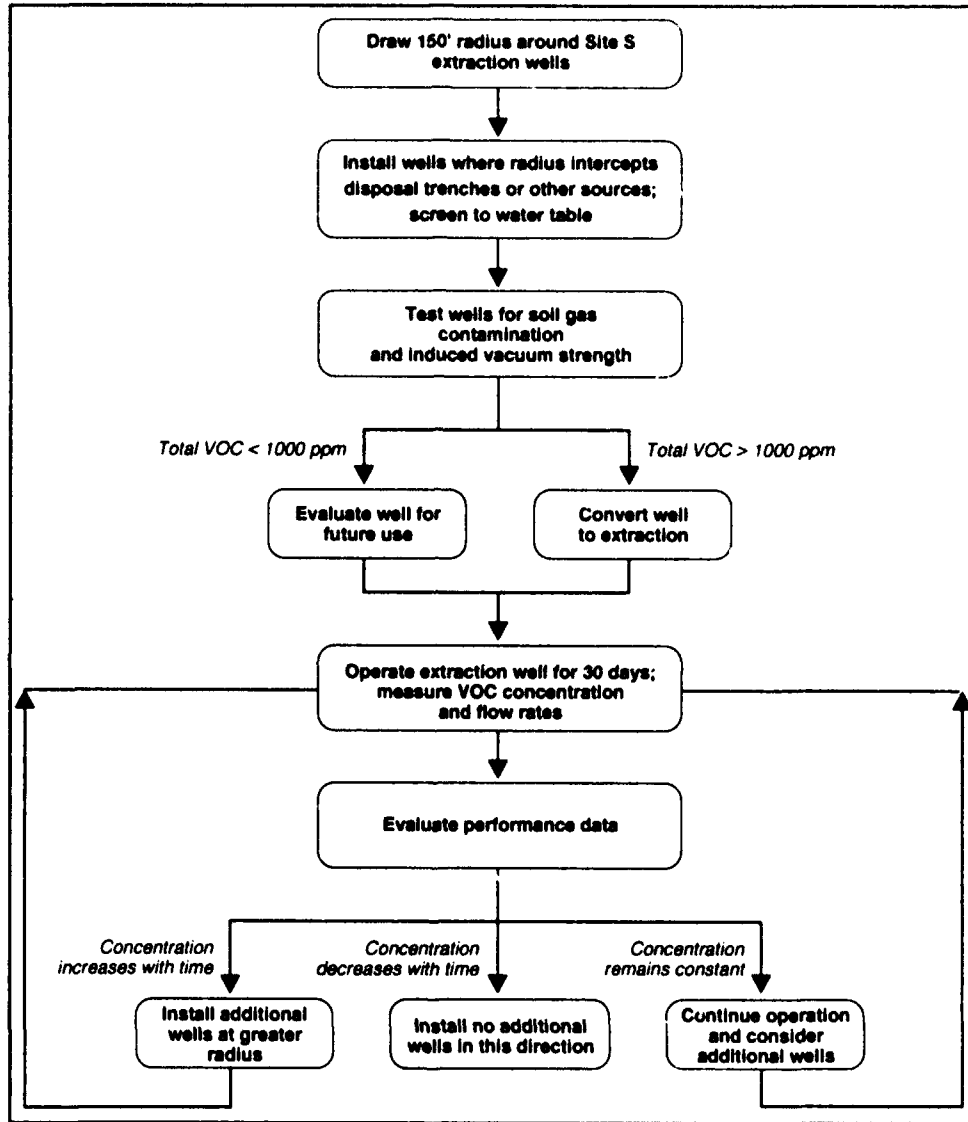 Draw 150' radius around Site S
extraction wells
Install wells where radius intercepts
disposal trenches or other sources;
screen to water table
Test wells for soil gas
contamination
and induced vacuum strength
Total VOC < 1000 ppm
Total VOC > 1000 ppm
Evaluate well for
future use
Convert well
to extraction
Operate extraction well for 30 days;
measure VOC concentration
and flow rates
Evaluate performance data
Concentration
increases with time
Concentration
decreases with time
Concentration
remains constant
Install additional
wells at greater
radius
Install no additional
wells in this direction
Continue operation
and consider
additional wells